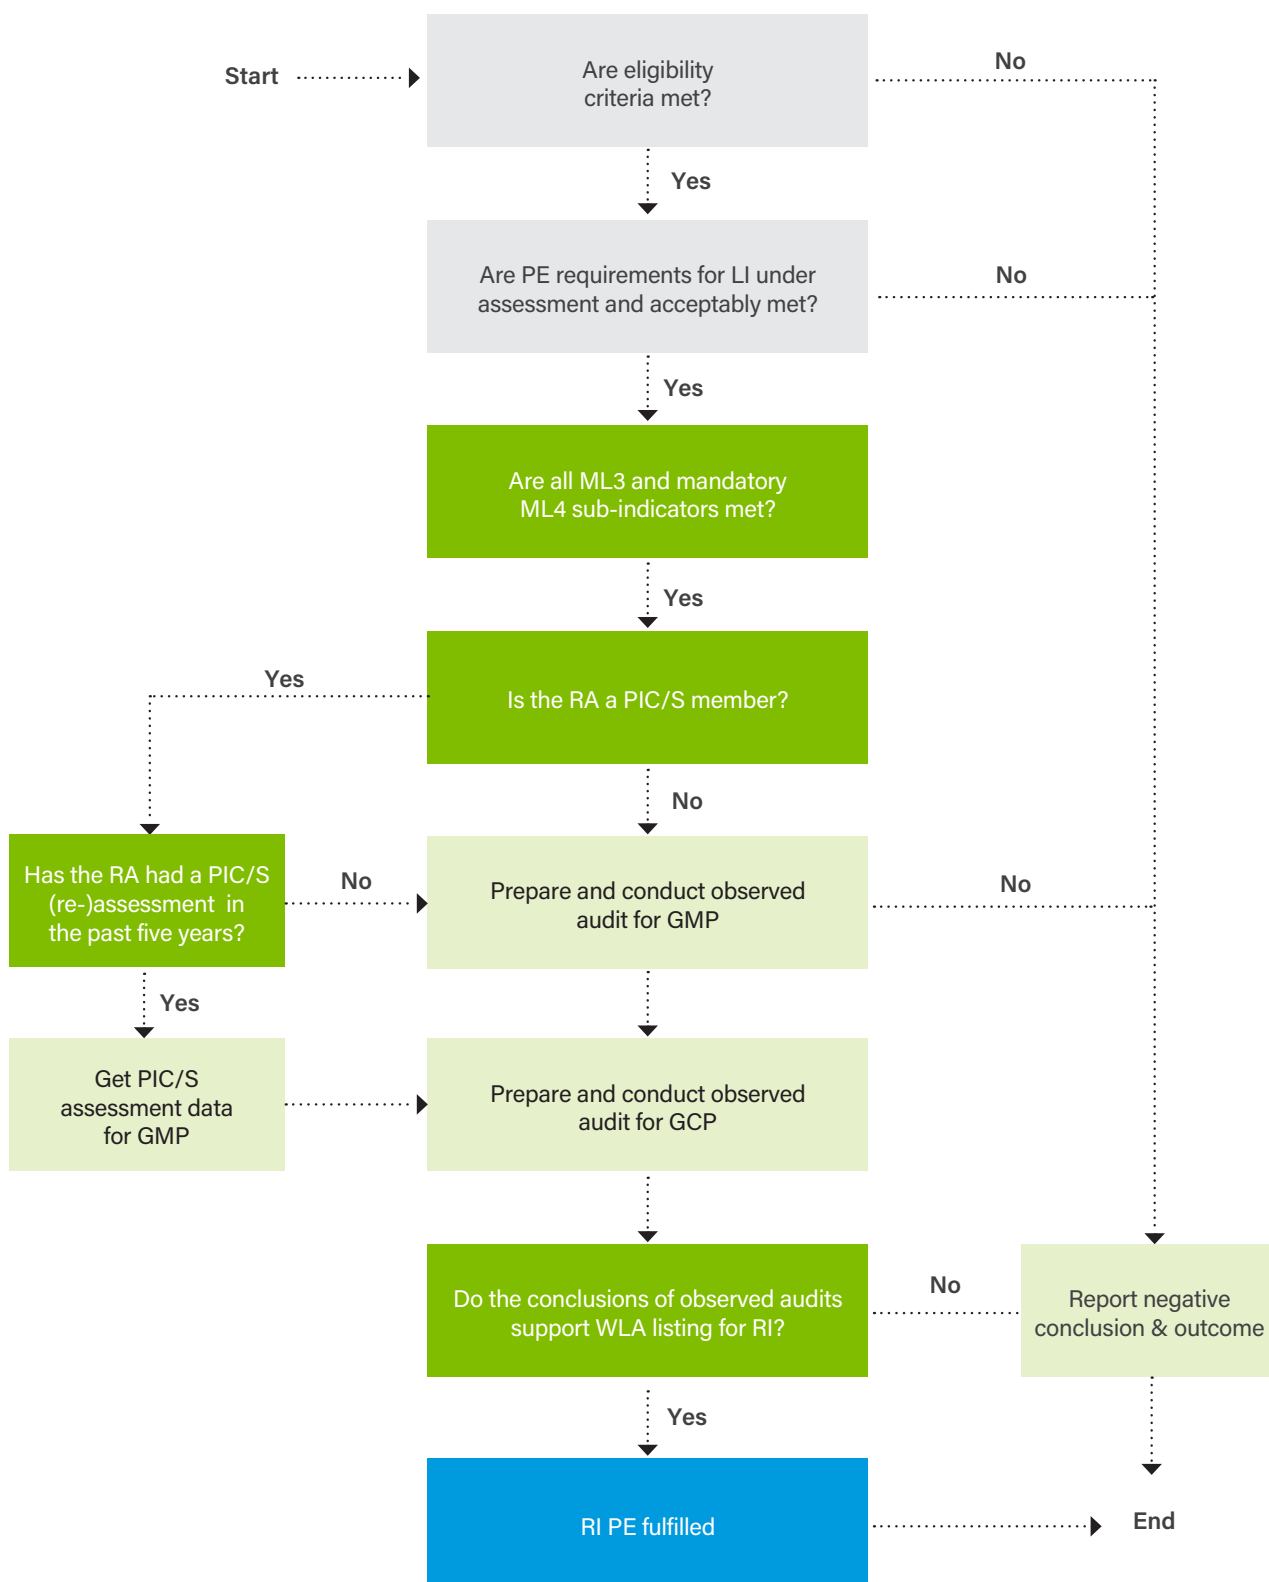 Start
Are eligibility
criteria met?
No
Yes
Are PE requirements for LI under
assessment and acceptably met?
No
Yes
Are all ML3 and mandatory
ML4 sub-indicators met?
Yes
Is the RA a PIC/S member?
Yes
No
Has the RA had a PIC/S
(re-)assessment in
the past five years?
No
Prepare and conduct observed
audit for GMP
No
Yes
Get PIC/S
assessment data
for GMP
Prepare and conduct observed
audit for GCP
Do the conclusions of observed audits
support WLA listing for RI?
No
Report negative
conclusion & outcome
Yes
RI PE fulfilled
End